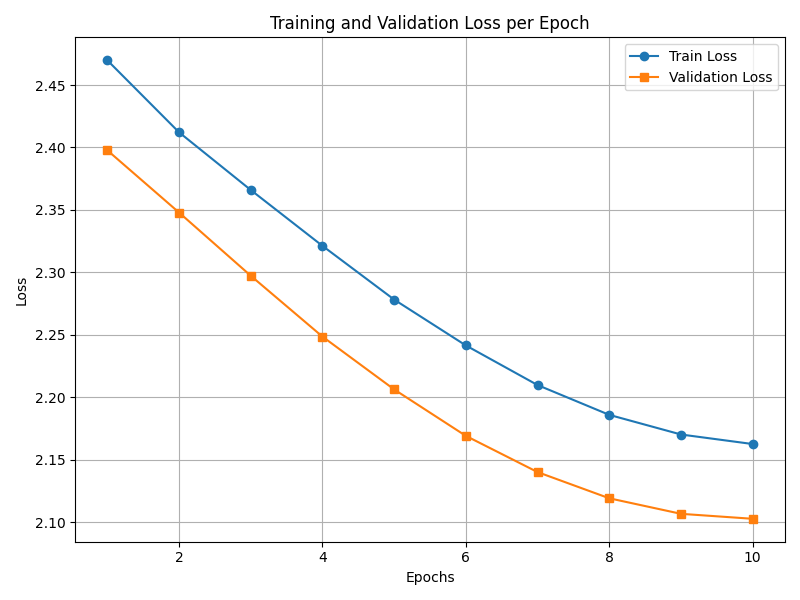 Training and Validation Loss per Epoch
Train Loss
Validation Loss
Loss
2.45
2.40
2.35
2.30
2.25
2.20
2.15
2.10
2 4 6 8 10
Epochs